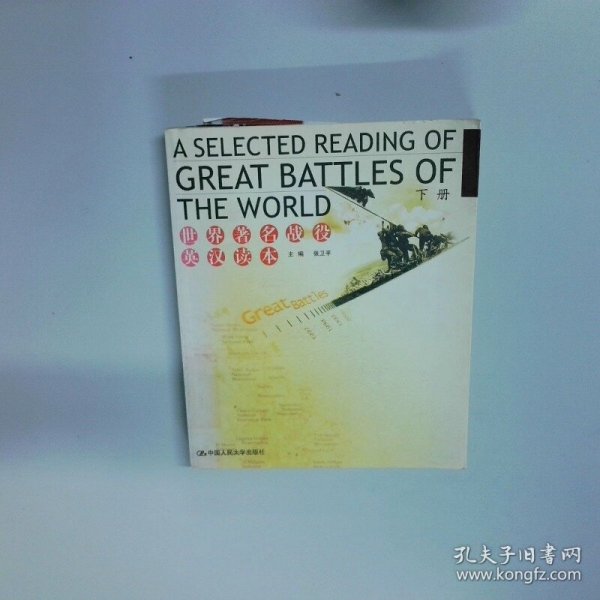 A SELECTED READING OF
GREAT BATTLES OF
THE WORLD
下册
世界著名战役
英汉读本
主编 张卫平
Great Battles
中国人民大学出版社
孔夫子旧书网
www.kongfz.com